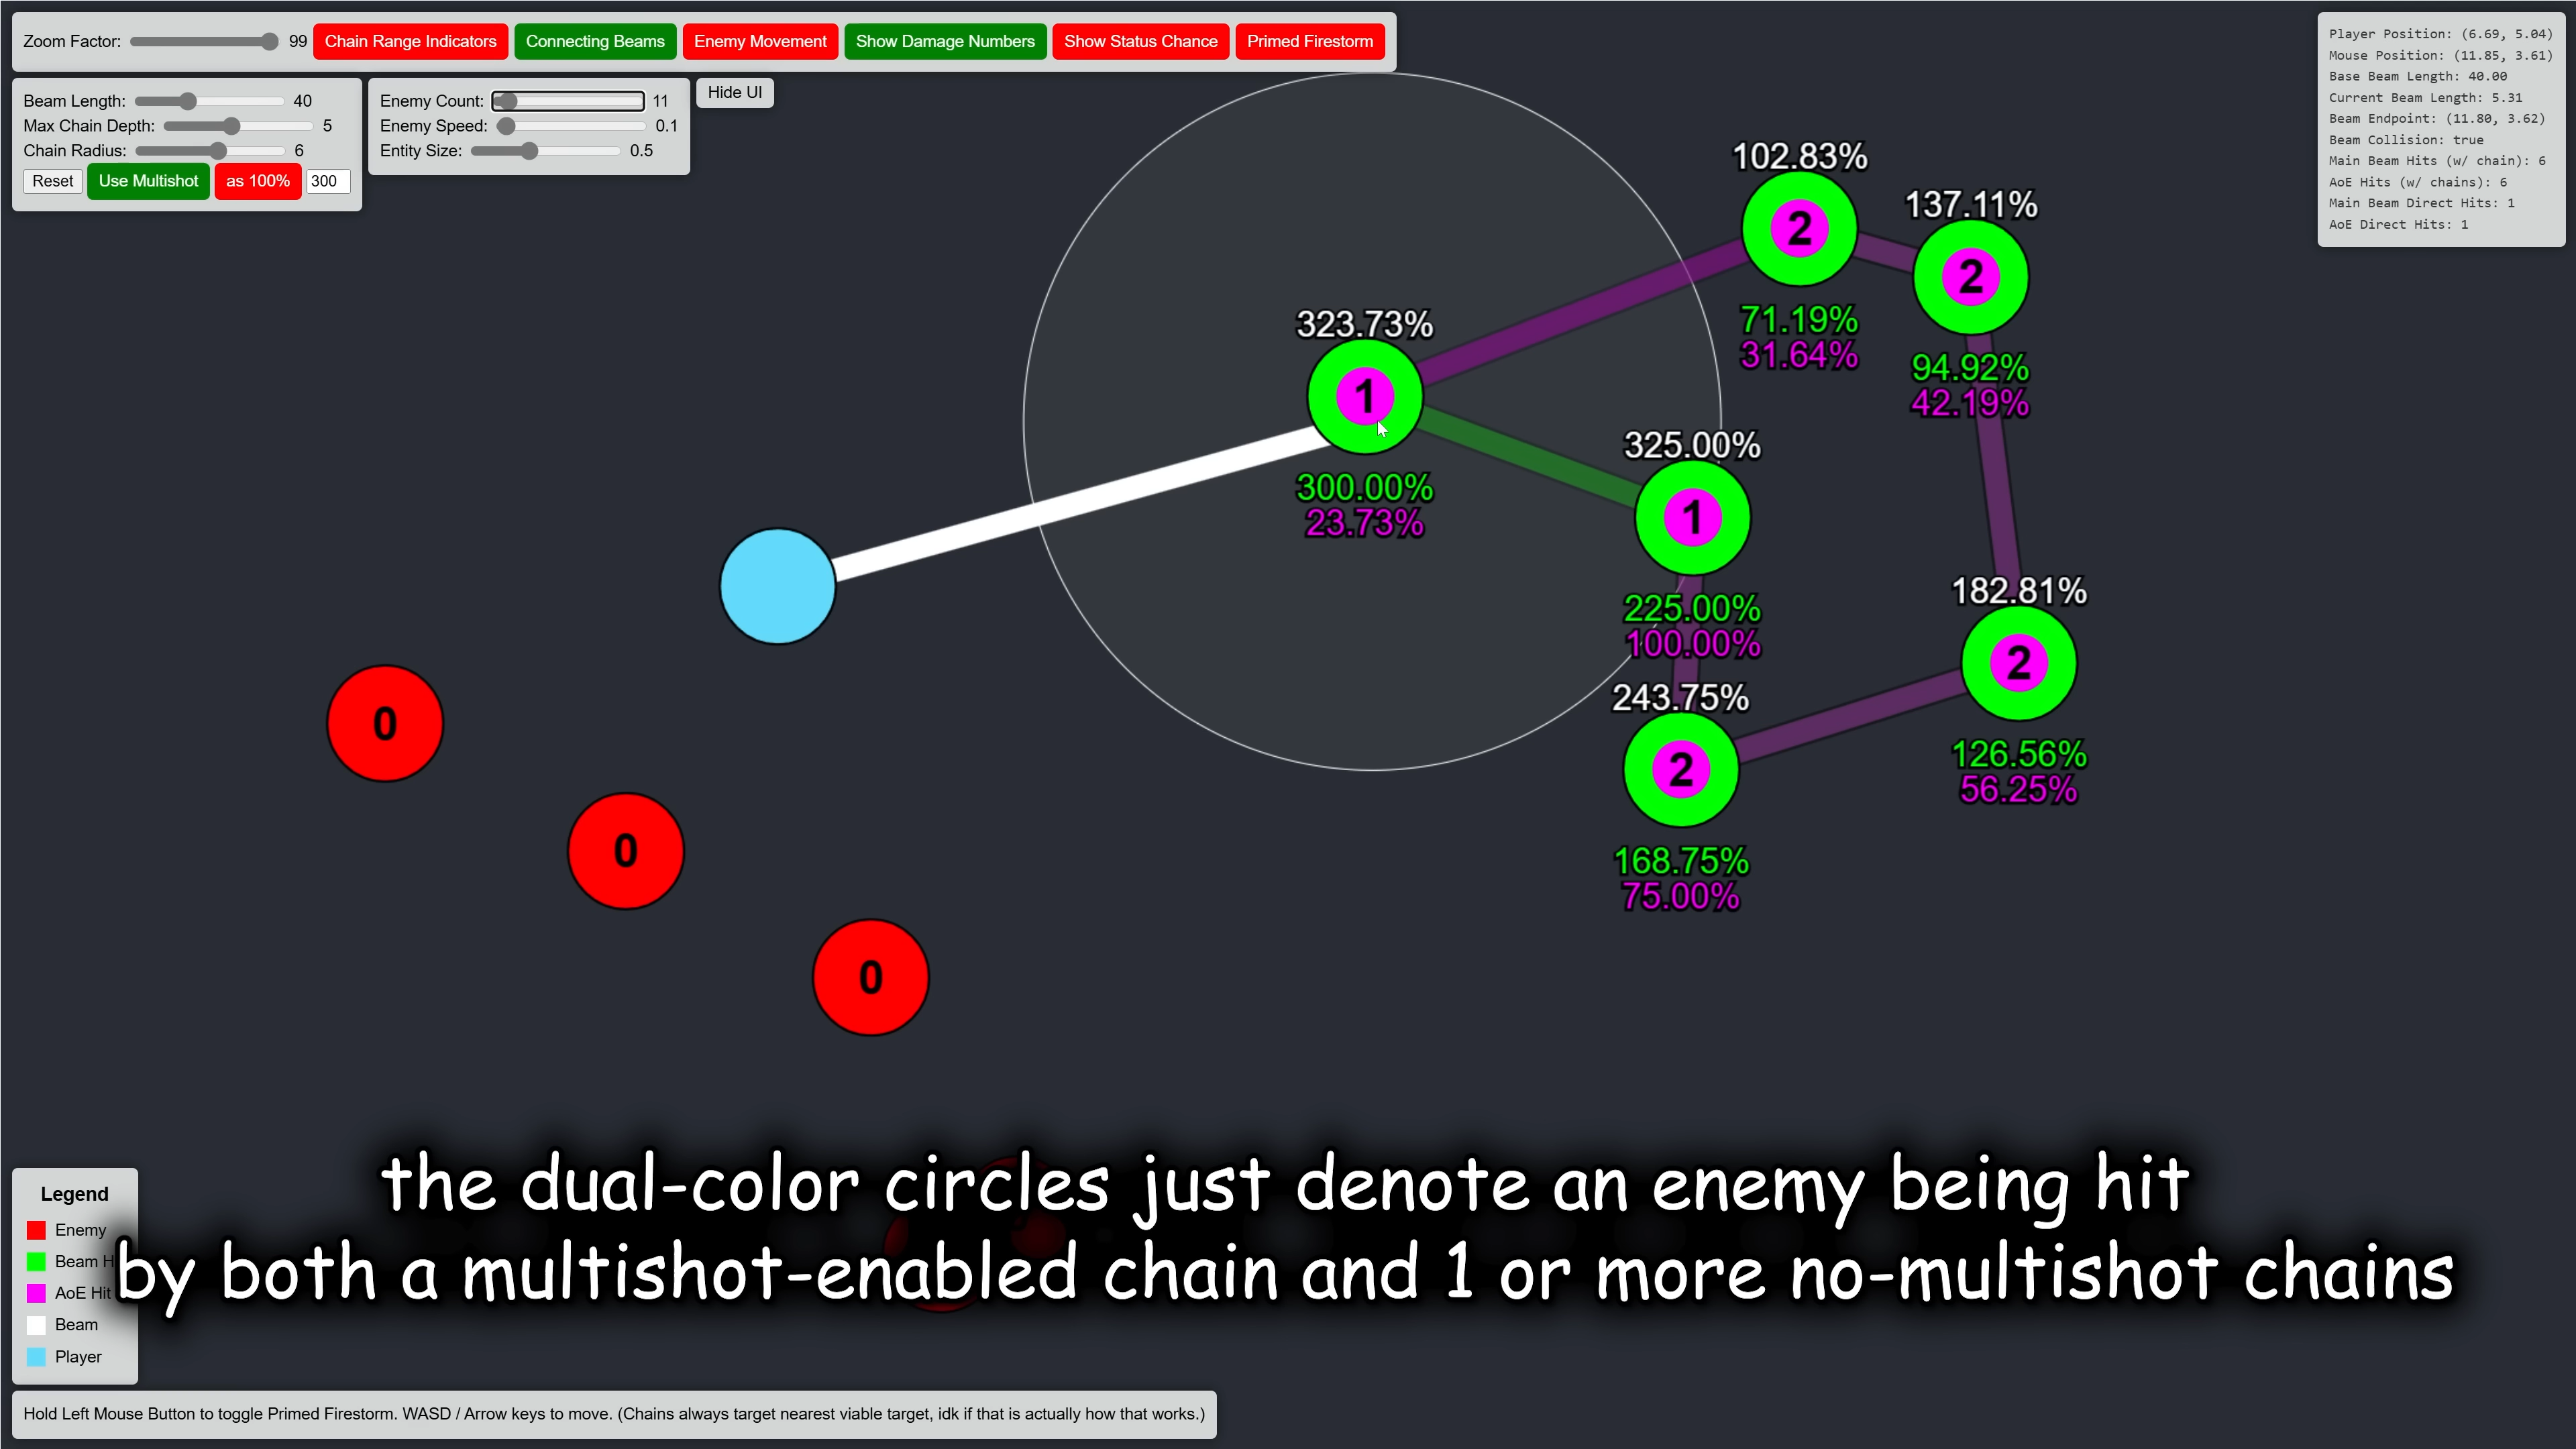 Zoom Factor: 99 Chain Range Indicators Connecting Beams Enemy Movement Show Damage Numbers Show Status Chance Primed Firestorm
Beam Length: 40
Max Chain Depth: 5
Chain Radius: 6
Reset Use Multishot as 100% 300
Enemy Count: 11
Enemy Speed: 0.1
Entity Size: 0.5
Hide UI
Player Position: (6.69, 5.04)
Mouse Position: (11.85, 3.61)
Base Beam Length: 40.00
Current Beam Length: 5.31
Beam Endpoint: (11.80, 3.62)
Beam Collision: true
Main Beam Hits (w/ chain): 6
AoE Hits (w/ chains): 6
Main Beam Direct Hits: 1
AoE Direct Hits: 1
102.83%
2
71.19%
31.64%
137.11%
2
94.92%
42.19%
323.73%
1
300.00%
23.73%
325.00%
1
225.00%
100.00%
182.81%
2
126.56%
56.25%
243.75%
2
168.75%
75.00%
0
0
0
the dual-color circles just denote an enemy being hit
by both a multishot-enabled chain and 1 or more no-multishot chains
Legend
Enemy
Beam H
AoE Hit
Beam
Player
Hold Left Mouse Button to toggle Primed Firestorm. WASD / Arrow keys to move. (Chains always target nearest viable target, idk if that is actually how that works.)